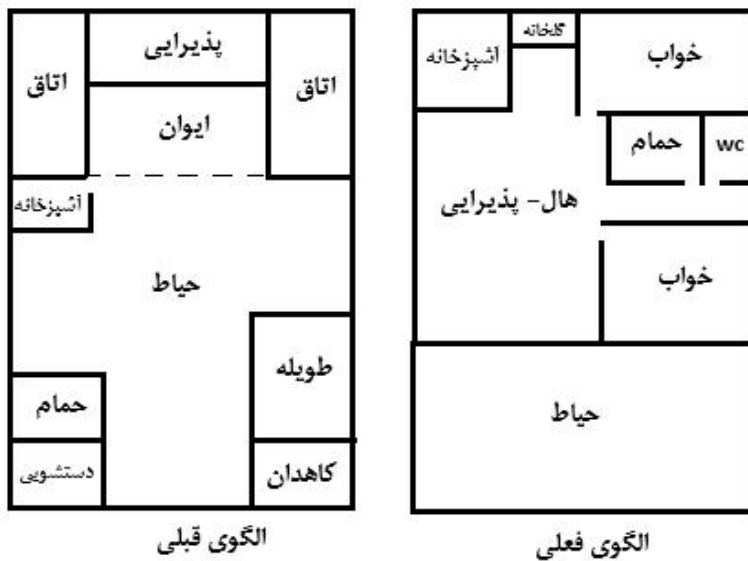 گلخانه
خواب
آشپزخانه
حمام
wc
هال- پذیرایی
خواب
حیاط
الگوی فعلی
پذیرایی
اتاق
اتاق
ایوان
آشپزخانه
حیاط
طویله
حمام
کاهدان
دستشویی
الگوی قبلی